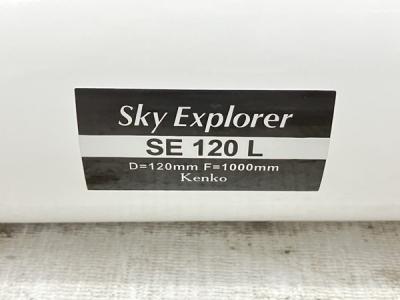 Sky Explorer
SE 120 L
D=120mm F=1000mm
Kenko